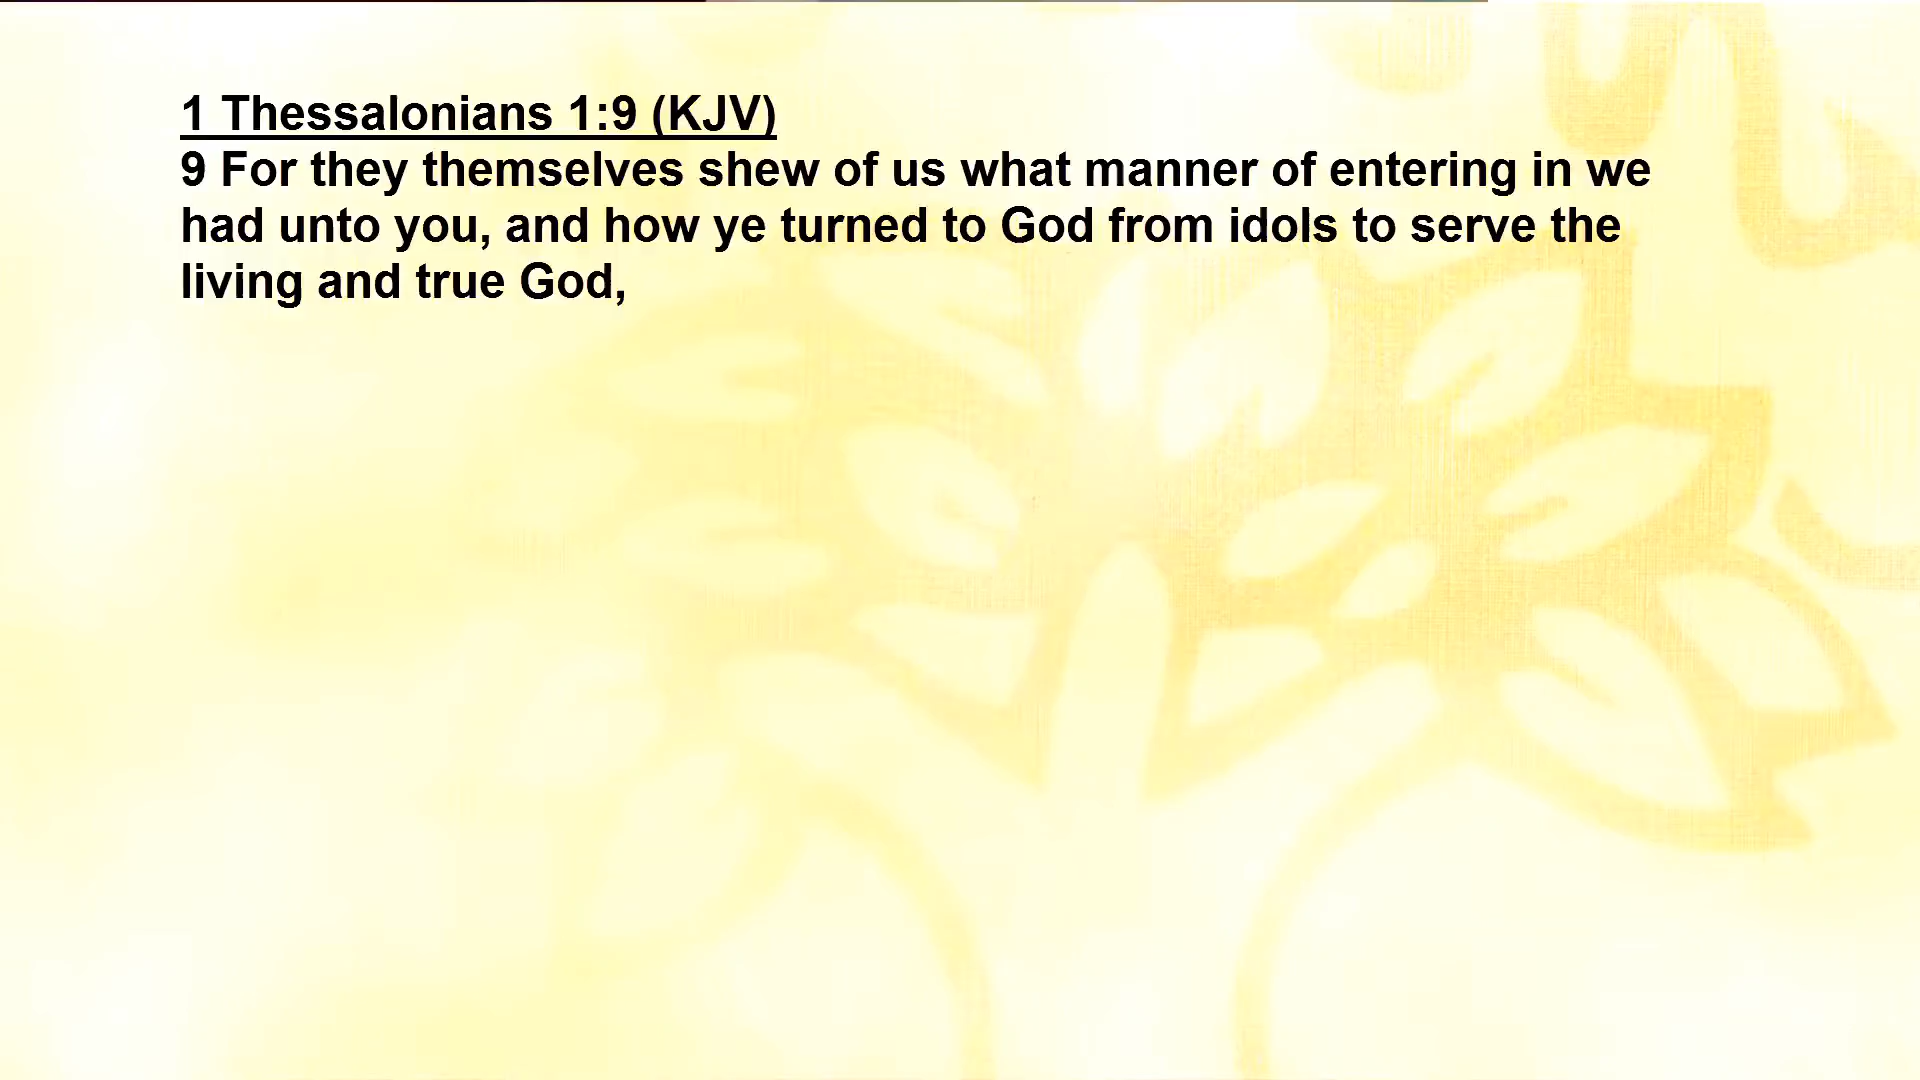 1 Thessalonians 1:9 (KJV)
9 For they themselves shew of us what manner of entering in we
had unto you, and how ye turned to God from idols to serve the
living and true God,